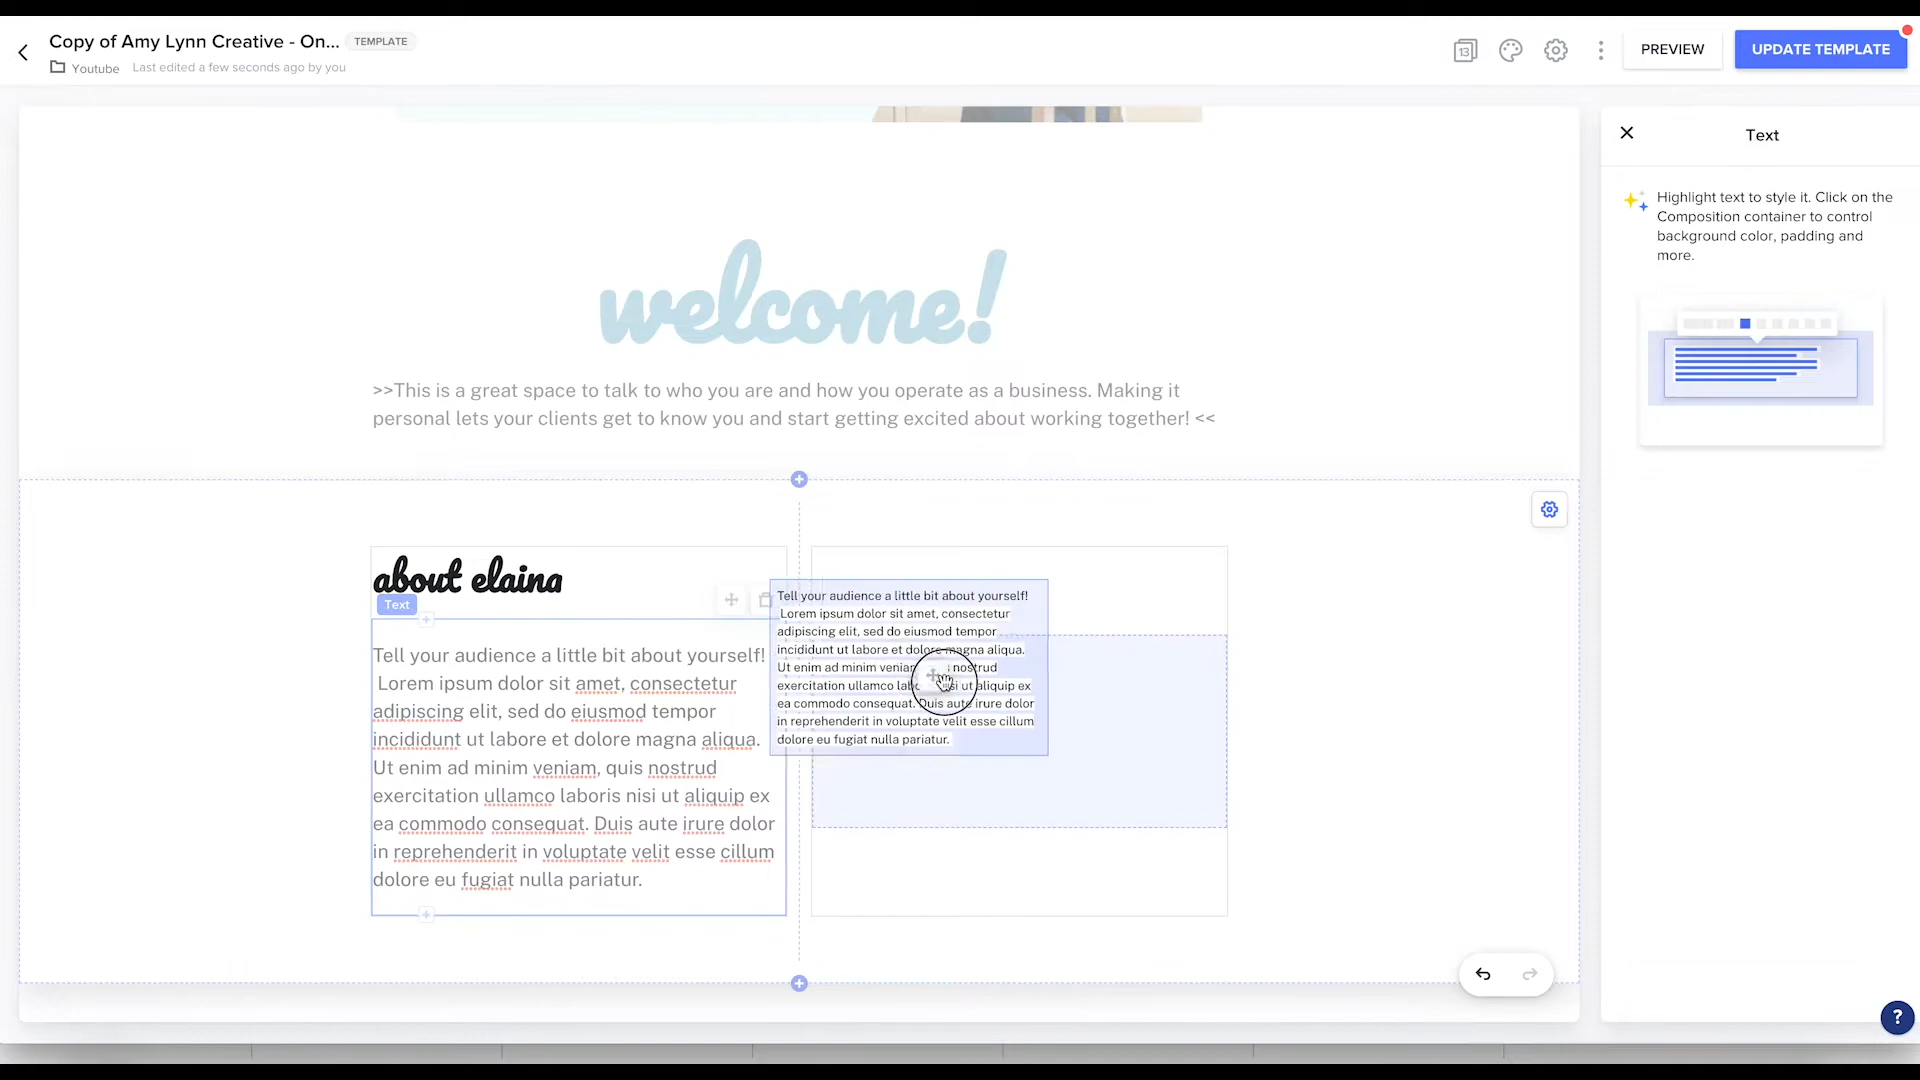 Copy of Amy Lynn Creative - On...
TEMPLATE
Youtube
Last edited a few seconds ago by you
13
PREVIEW
UPDATE TEMPLATE
welcome!
>>This is a great space to talk to who you are and how you operate as a business. Making it
personal lets your clients get to know you and start getting excited about working together! <<
about elaina
Text
Tell your audience a little bit about yourself!
Lorem ipsum dolor sit amet, consectetur
adipiscing elit, sed do eiusmod tempor
incididunt ut labore et dolore magna aliqua.
Ut enim ad minim veniam, quis nostrud
exercitation ullamco laboris nisi ut aliquip ex
ea commodo consequat. Duis aute irure dolor
in reprehenderit in voluptate velit esse cillum
dolore eu fugiat nulla pariatur.
Tell your audience a little bit about yourself!
Lorem ipsum dolor sit amet, consectetur
adipiscing elit, sed do eiusmod tempor
incididunt ut labore et dolore magna aliqua.
Ut enim ad minim nostrud
exercitation ullamco ut aliquip ex
ea commodo consequat. Duis aute irure dolor
in reprehenderit in voluptate velit esse cillum
dolore eu fugiat nulla pariatur.
Text
Highlight text to style it. Click on the
Composition container to control
background color, padding and
more.
?